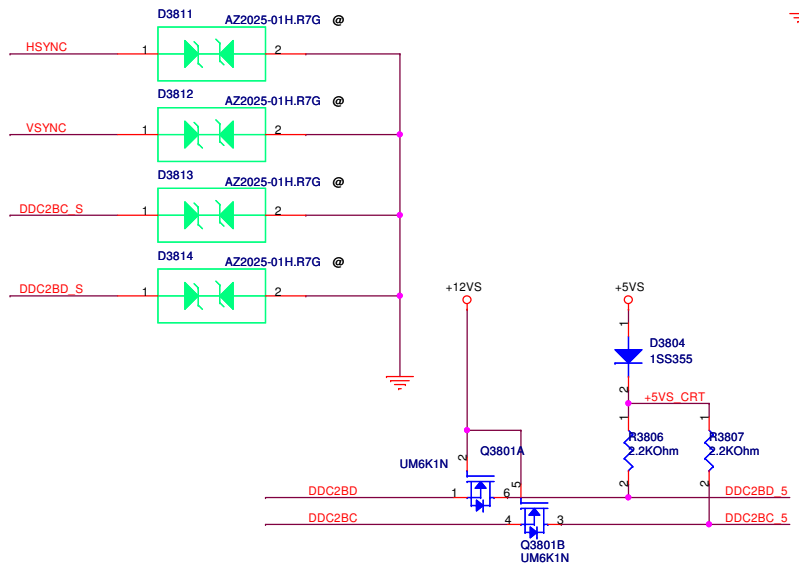 D3811
AZ2025-01H.R7G @
HSYNC 1 2
D3812
AZ2025-01H.R7G @
VSYNC 1 2
D3813
AZ2025-01H.R7G @
DDC2BC_S 1 2
D3814
AZ2025-01H.R7G @
DDC2BD_S 1 2
+12VS
+5VS
1
D3804
1SS355
2
+5VS_CRT
1 1
R3806 R3807
2.2KOhm 2.2KOhm
2 2
Q3801A
UM6K1N
2
5
DDC2BD 1 6 DDC2BD_5
DDC2BC 4 3 DDC2BC_5
Q3801B
UM6K1N